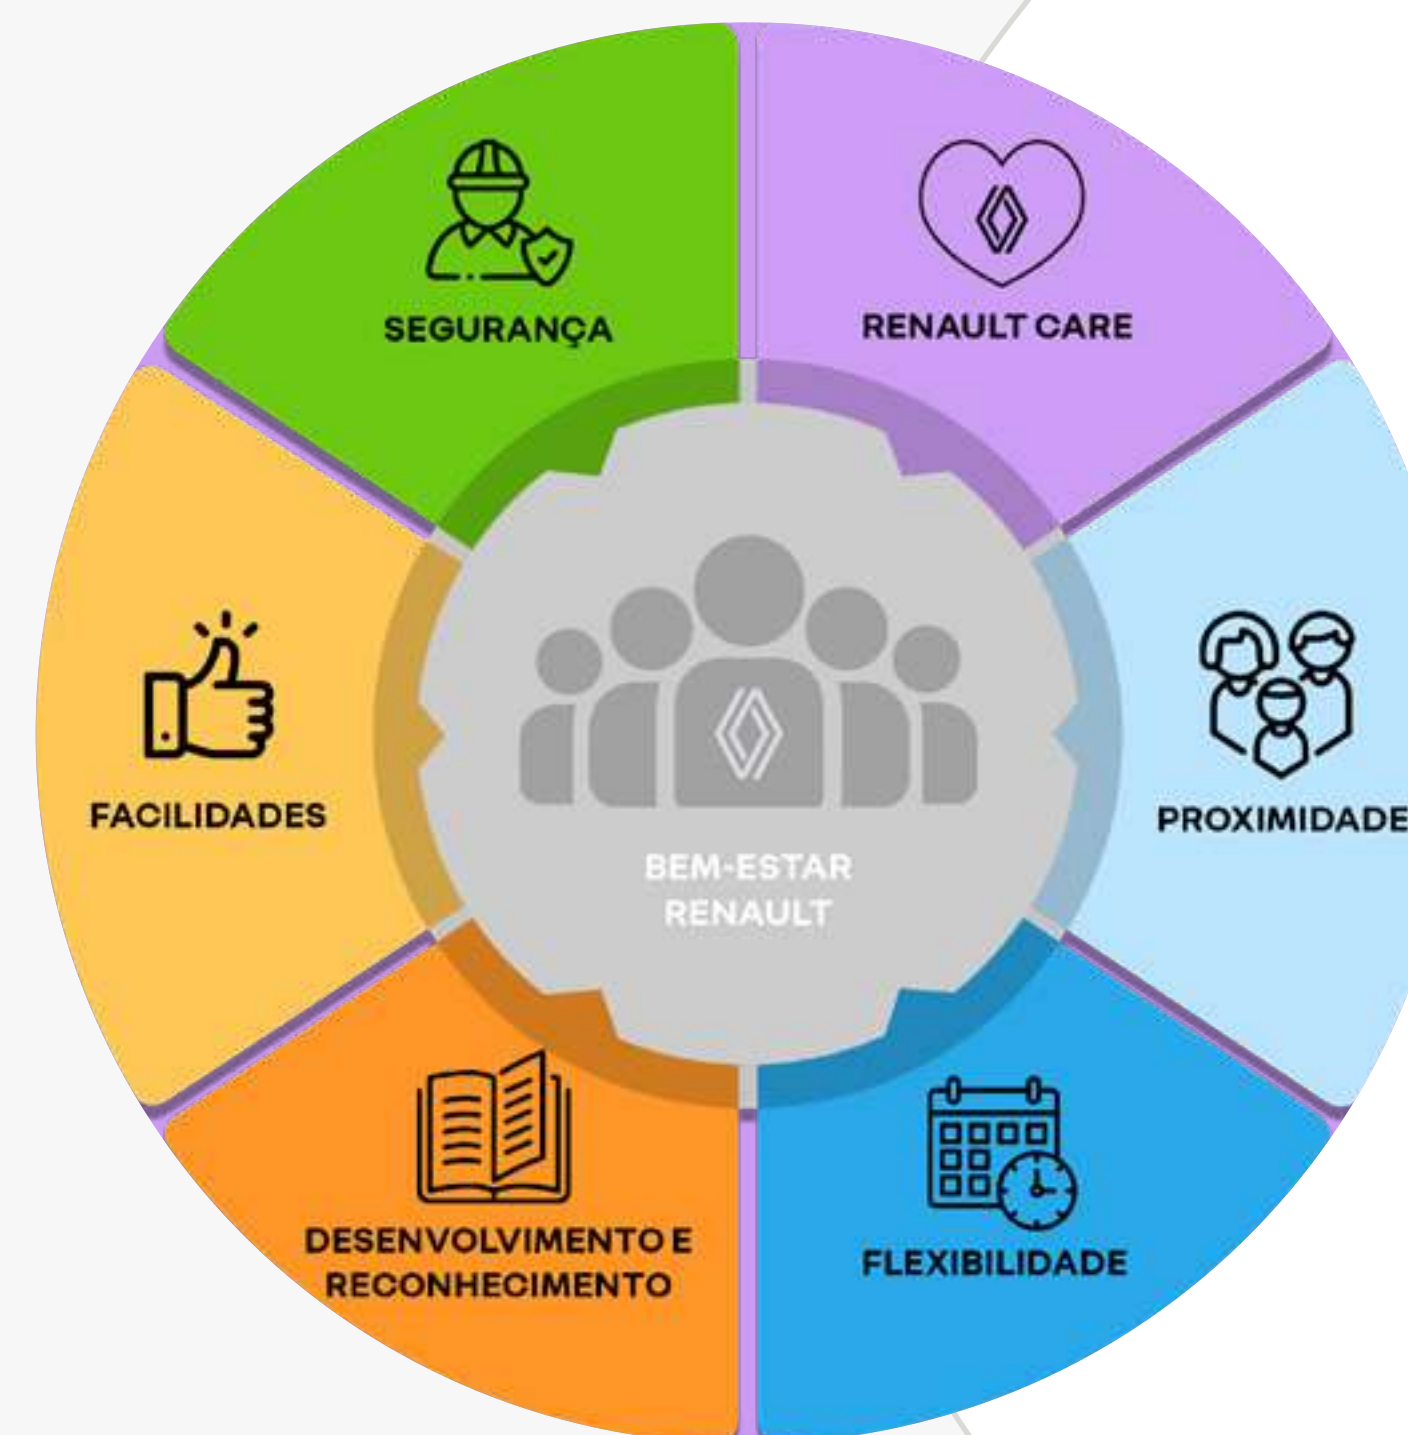 SEGURANÇA
RENAULT CARE
FACILIDADES
PROXIMIDADE
BEM-ESTAR
RENAULT
DESENVOLVIMENTO E
RECONHECIMENTO
FLEXIBILIDADE